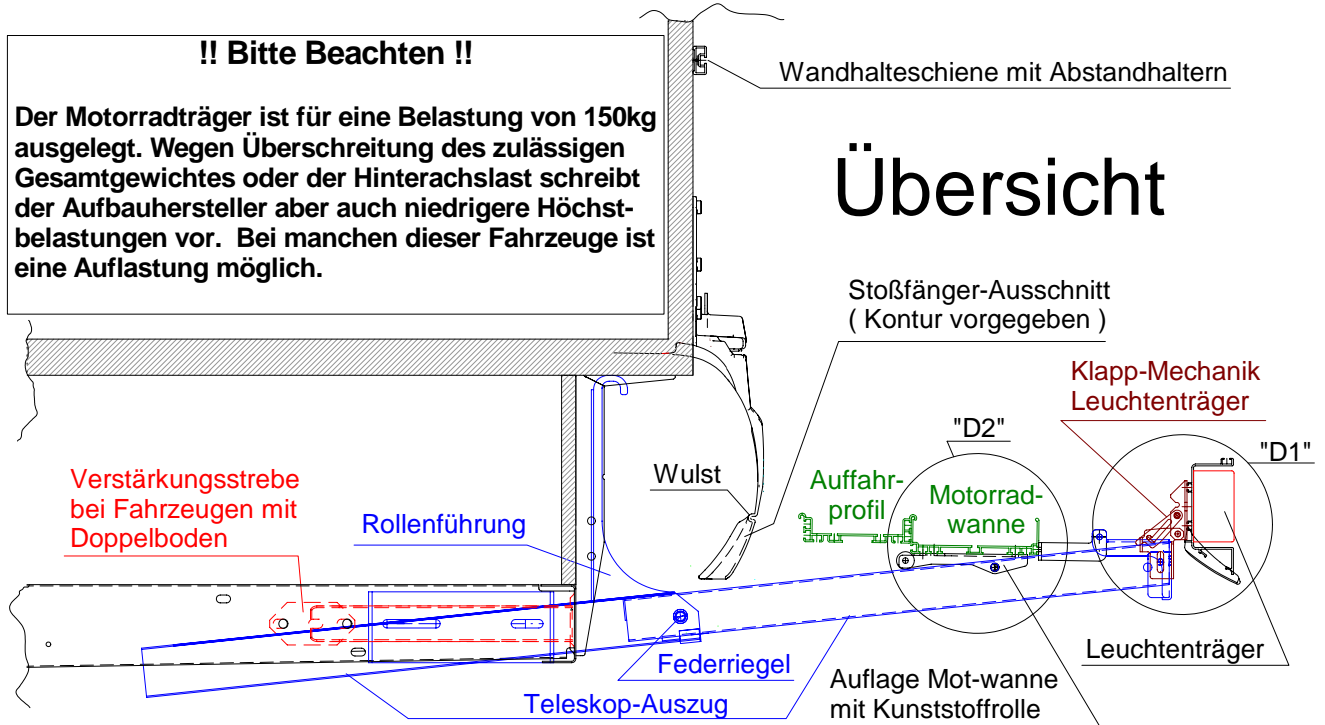 !! Bitte Beachten !!
Der Motorradträger ist für eine Belastung von 150kg
ausgelegt. Wegen Überschreitung des zulässigen
Gesamtgewichtes oder der Hinterachslast schreibt
der Aufbauhersteller aber auch niedrigere Höchst-
belastungen vor. Bei manchen dieser Fahrzeuge ist
eine Auflastung möglich.
Wandhalteschiene mit Abstandhaltern
Übersicht
Stoßfänger-Ausschnitt
( Kontur vorgegeben )
Klapp-Mechanik
Leuchtenträger
"D2"
"D1"
Verstärkungsstrebe
bei Fahrzeugen mit
Doppelboden
Rollenführung
Wulst
Auffahr-
profil
Motorrad-
wanne
Federriegel
Teleskop-Auszug
Leuchtenträger
Auflage Mot-wanne
mit Kunststoffrolle